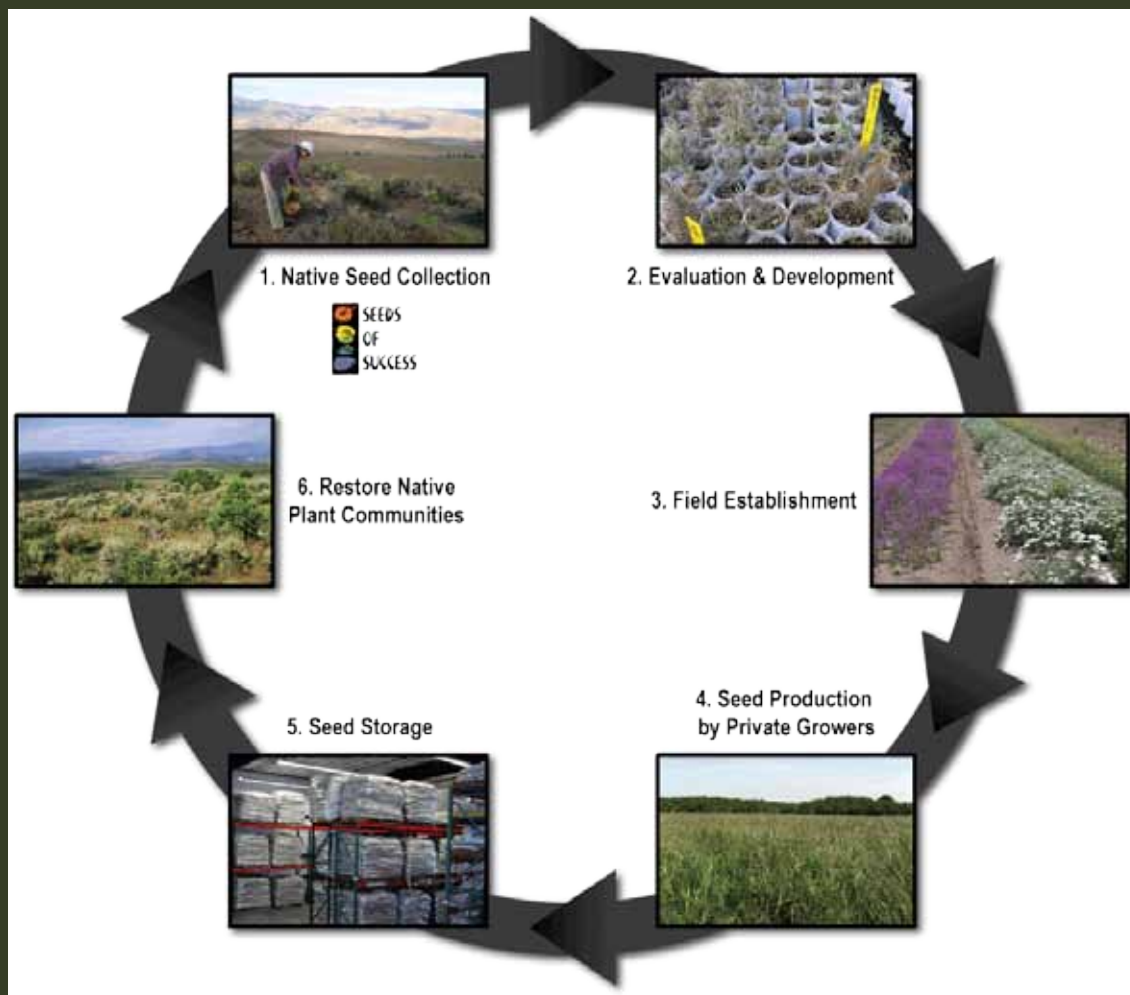 1. Native Seed Collection
SEEDS
OF
SUCCESS
2. Evaluation & Development
3. Field Establishment
4. Seed Production
by Private Growers
5. Seed Storage
6. Restore Native
Plant Communities